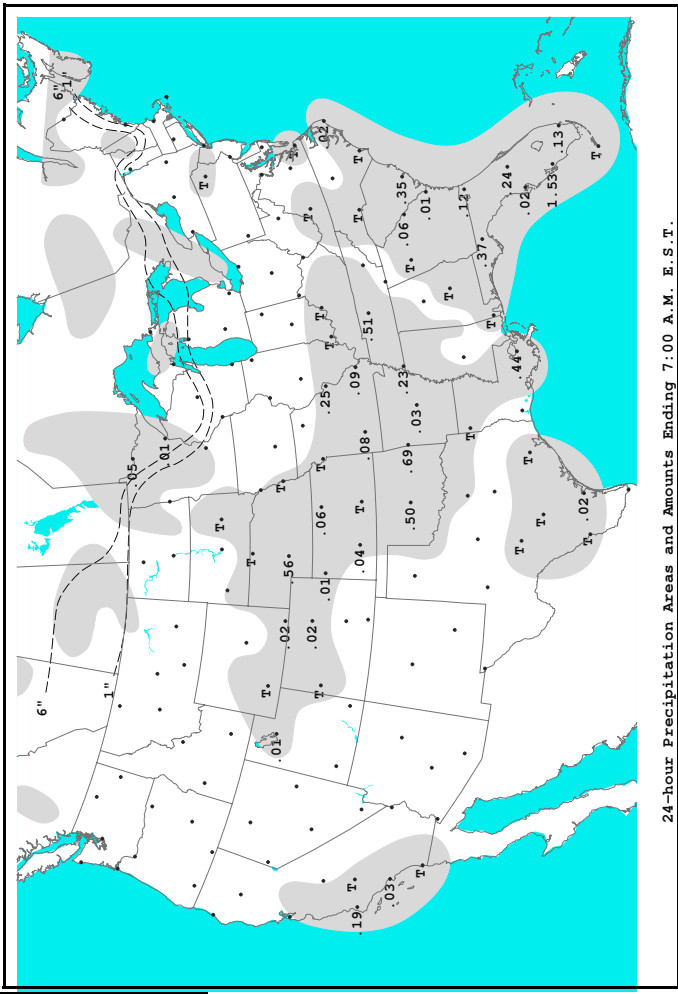 6"
6"
1"
1"
.05
.01
T
T
T
T
.01
T
.02
.56
T
T
.02
T
T
.06
T
.02
.01
.25
T
T
.09
.19
T
T
.04
T
.08
.51
.03
.35
.23
.06
.69
T
.50
.03
T
.01
T
.12
T
.37
T
.24
.44
T
.02
T
T
1.53
.13
.02
T
T
24-hour Precipitation Areas and Amounts Ending 7:00 A.M. E.S.T.